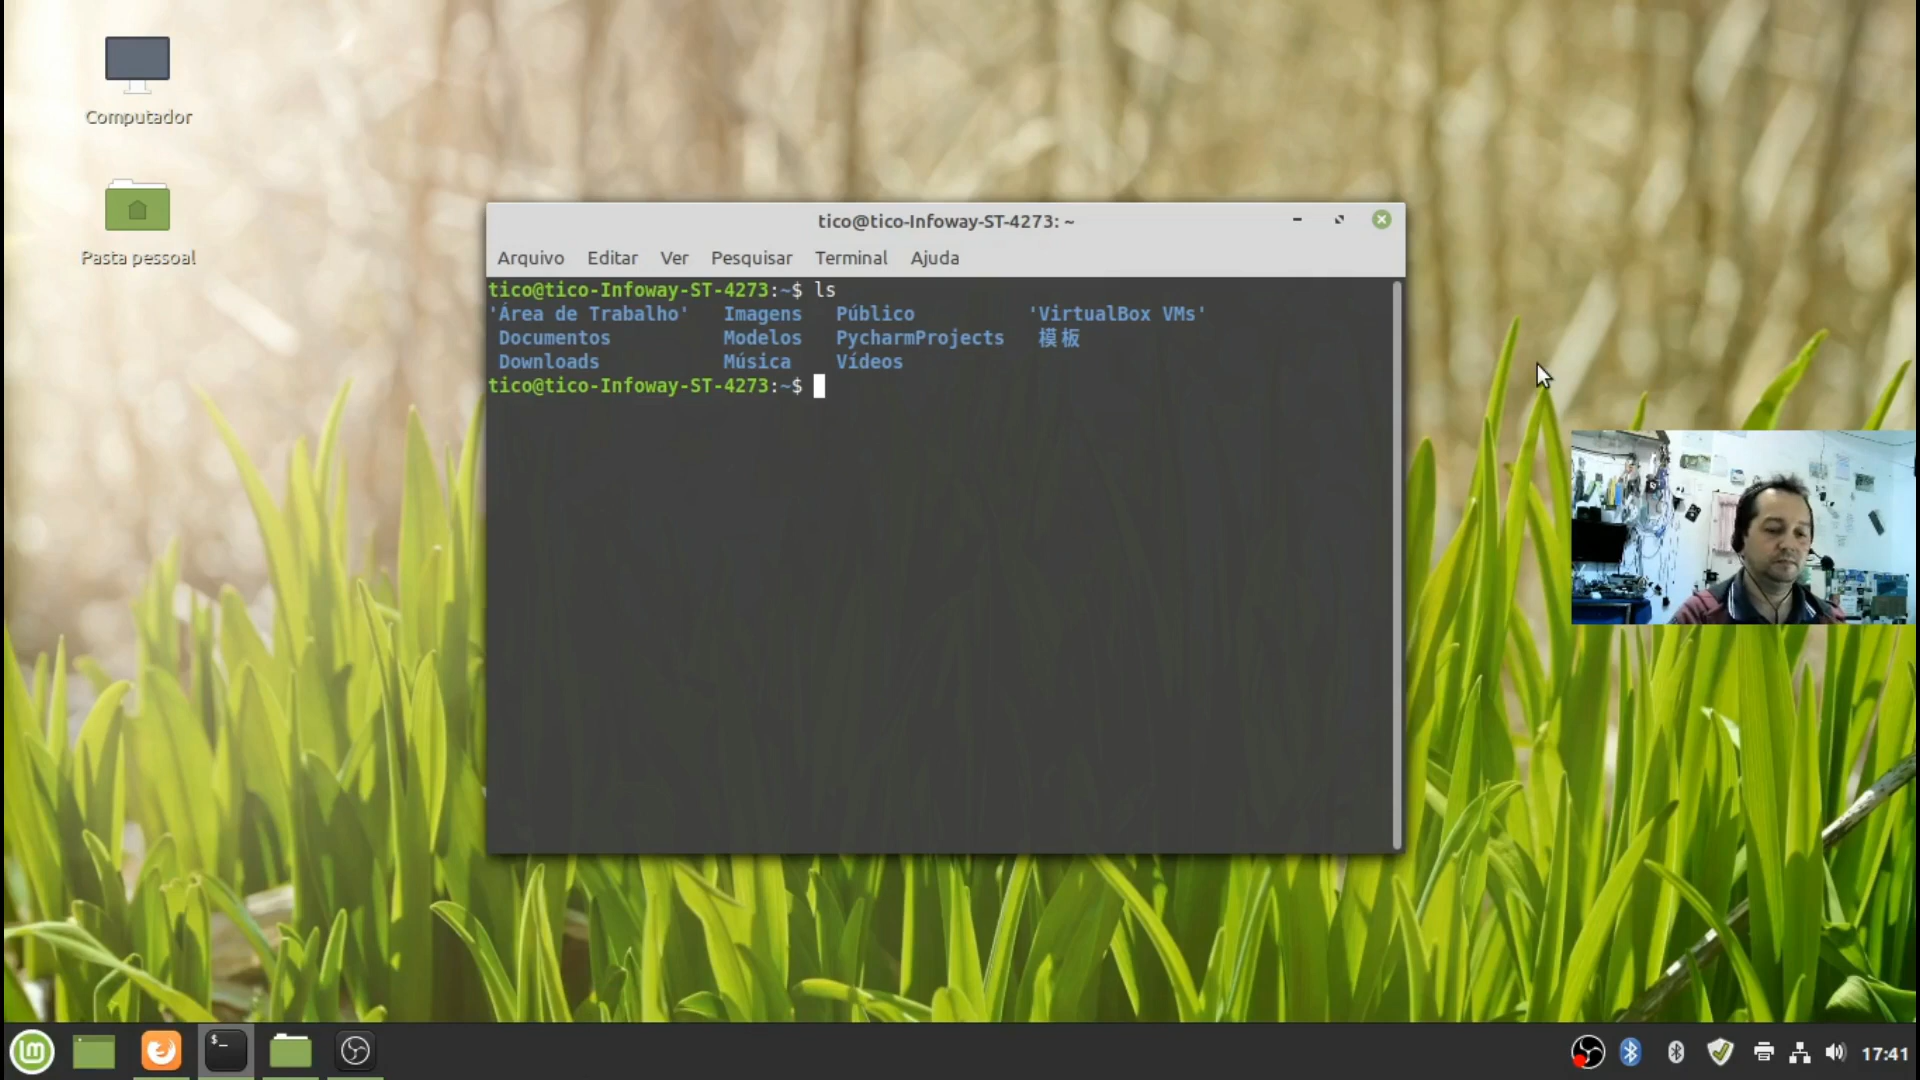 Computador
Pasta pessoal
tico@tico-Infoway-ST-4273: ~
Arquivo Editar Ver Pesquisar Terminal Ajuda
tico@tico-Infoway-ST-4273:~$ ls
'Área de Trabalho' Imagens Público 'VirtualBox VMs'
Documentos Modelos PycharmProjects 模板
Downloads Música Vídeos
tico@tico-Infoway-ST-4273:~$
$_
17:41